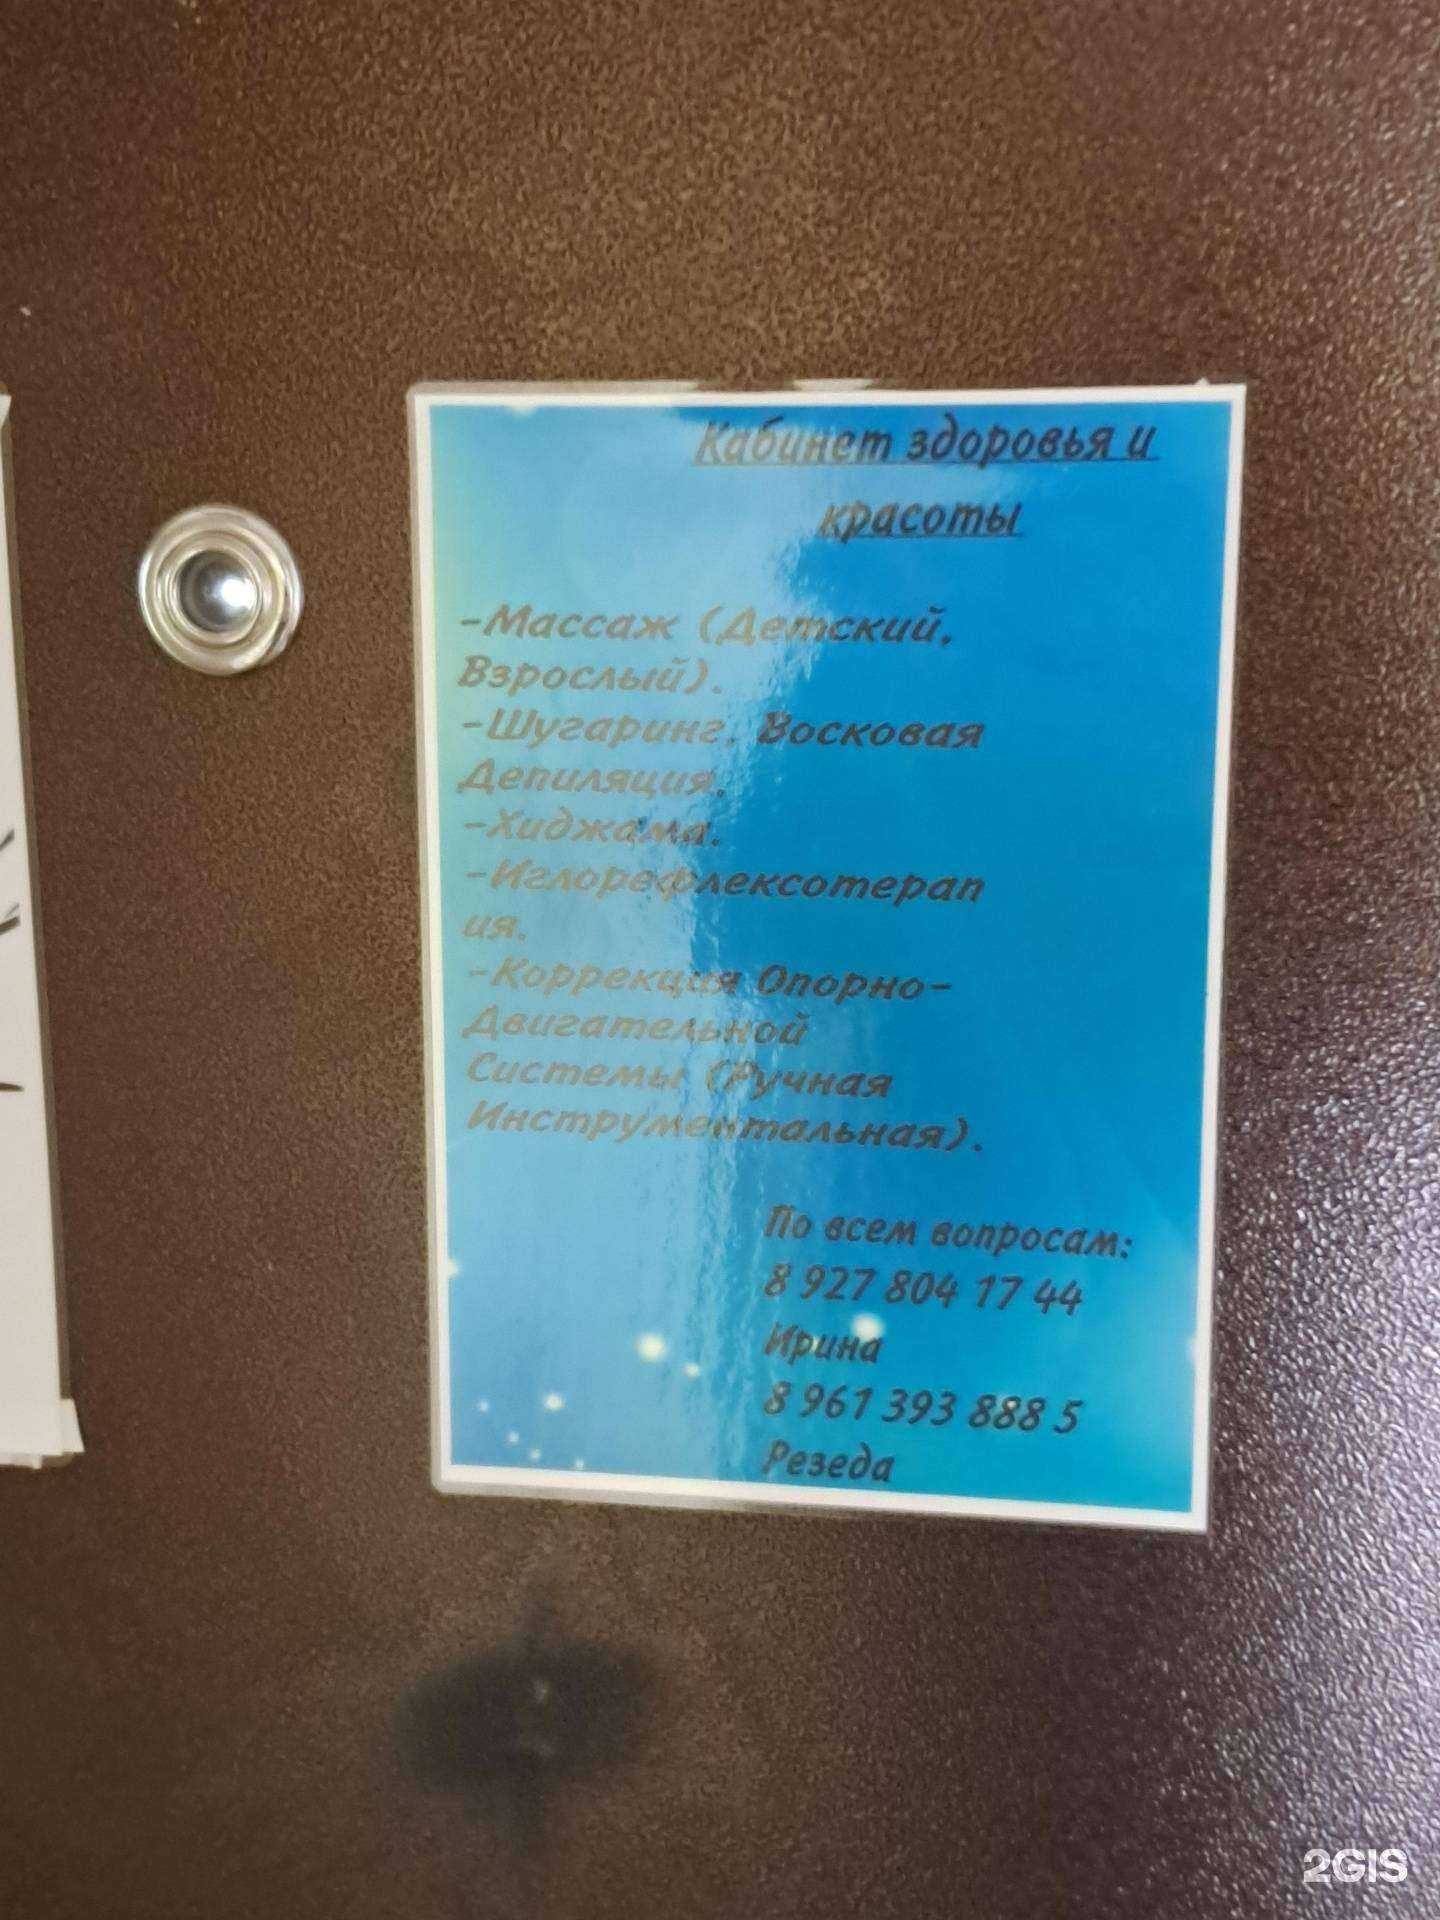 Кабинет здоровья и
красоты
-Массаж (Детский,
Взрослый).
-Шугаринг. Восковая
Депиляция.
-Хиджама.
-Иглорефлексотерап
ия.
-Коррекция Опорно-
Двигательной
Системы (Ручная
Инструментальная).
По всем вопросам:
8 927 804 17 44
Ирина
8 961 393 888 5
Резеда
2GIS